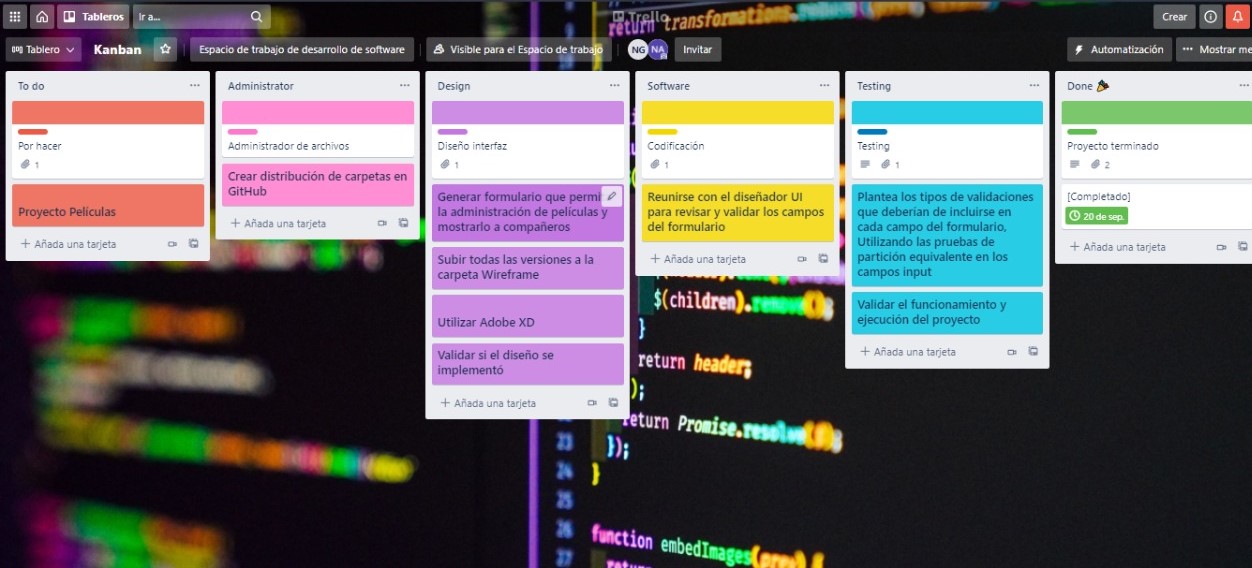 Tableros
Ir a...
Trello
Crear
Tablero
Kanban
Espacio de trabajo de desarrollo de software
Visible para el Espacio de trabajo
NG
NA
Invitar
Automatización
Mostrar me
To do
Por hacer
1
Proyecto Películas
Añada una tarjeta
Administrator
Administrador de archivos
Crear distribución de carpetas en
GitHub
Añada una tarjeta
Design
Diseño interfaz
1
Generar formulario que permi
la administración de películas y
mostrarlo a compañeros
Subir todas las versiones a la
carpeta Wireframe
Utilizar Adobe XD
Validar si el diseño se
implementó
Añada una tarjeta
Software
Codificación
1
Reunirse con el diseñador UI
para revisar y validar los campos
del formulario
Añada una tarjeta
Testing
Testing
1
Plantea los tipos de validaciones
que deberían de incluirse en
cada campo del formulario,
Utilizando las pruebas de
partición equivalente en los
campos input
Validar el funcionamiento y
ejecución del proyecto
Añada una tarjeta
Done
Proyecto terminado
2
[Completado]
20 de sep.
Añada una tarjeta
return transformations.
$(children).remove();
}
return header;
);
return Promise.resolve();
23 });
24 }
25
26 function embedImages(
27